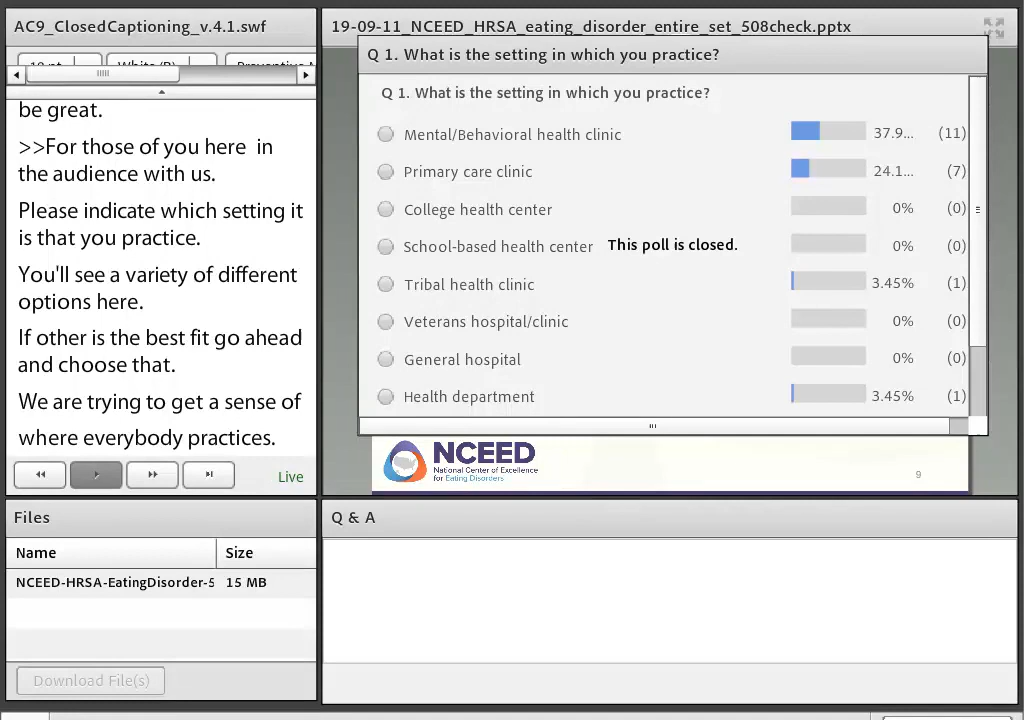 AC9_ClosedCaptioning_v.4.1.swf
be great.
>>For those of you here in
the audience with us.
Please indicate which setting it
is that you practice.
You'll see a variety of different
options here.
If other is the best fit go ahead
and choose that.
We are trying to get a sense of
where everybody practices.
Live
19-09-11_NCEED_HRSA_eating_disorder_entire_set_508check.pptx
Q 1. What is the setting in which you practice?
Q 1. What is the setting in which you practice?
Mental/Behavioral health clinic 37.9... (11)
Primary care clinic 24.1... (7)
College health center 0% (0)
School-based health center This poll is closed. 0% (0)
Tribal health clinic 3.45% (1)
Veterans hospital/clinic 0% (0)
General hospital 0% (0)
Health department 3.45% (1)
NCEED
National Center of Excellence
for Eating Disorders
9
Files
Name Size
NCEED-HRSA-EatingDisorder-5 15 MB
Download File(s)
Q & A